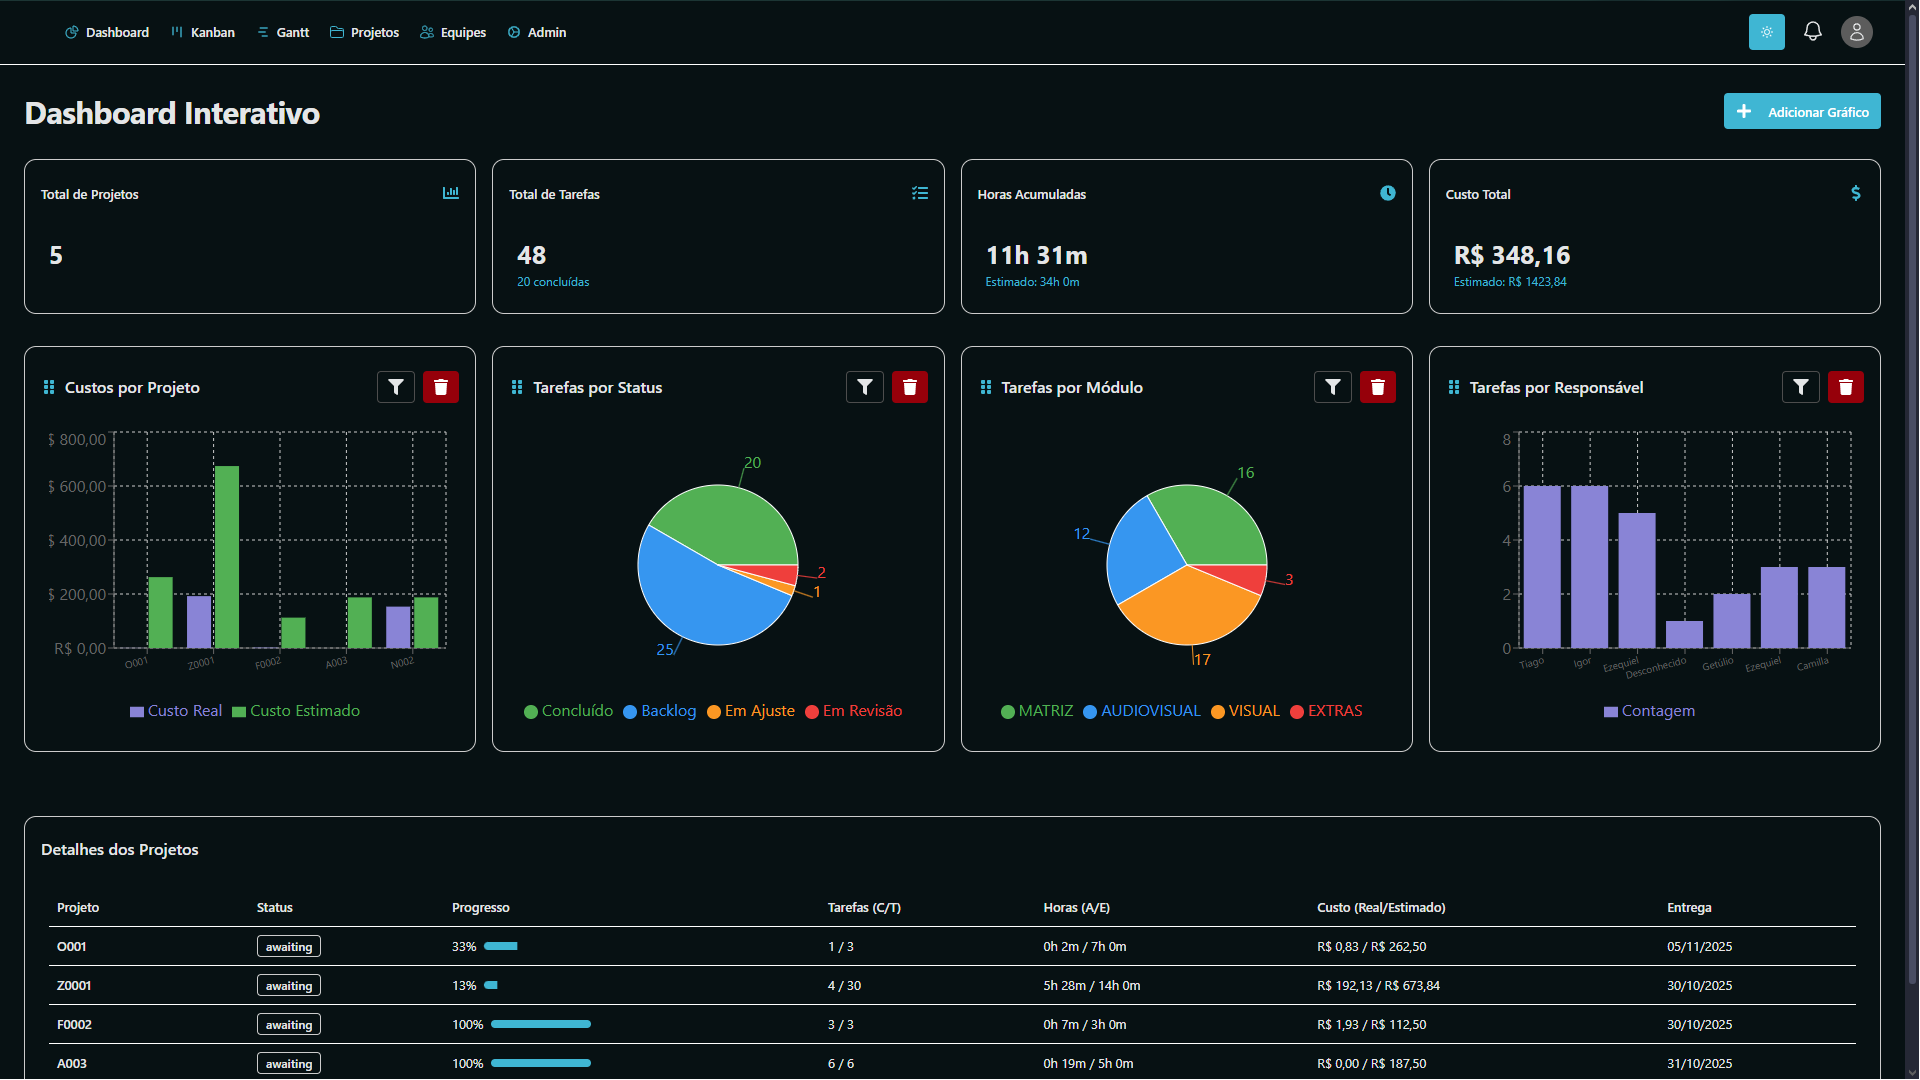 Dashboard Kanban Gantt Projetos Equipes Admin
Dashboard Interativo
Adicionar Gráfico
Total de Projetos
5
Total de Tarefas
48
20 concluídas
Horas Acumuladas
11h 31m
Estimado: 34h 0m
Custo Total
$
R$ 348,16
Estimado: R$ 1423,84
Custos por Projeto
$ 800,00
$ 600,00
$ 400,00
$ 200,00
R$ 0,00
O001 Z0001 F0002 A003 N002
Custo Real Custo Estimado
Tarefas por Status
20
2
1
25
Concluído Backlog Em Ajuste Em Revisão
Tarefas por Módulo
16
12
3
17
MATRIZ AUDIOVISUAL VISUAL EXTRAS
Tarefas por Responsável
8
6
4
2
0
Tiago Igor Ezequiel Desconhecido Getúlio Ezequiel Camilla
Contagem
Detalhes dos Projetos
Projeto Status Progresso Tarefas (C/T) Horas (A/E) Custo (Real/Estimado) Entrega
O001 awaiting 33% 1 / 3 0h 2m / 7h 0m R$ 0,83 / R$ 262,50 05/11/2025
Z0001 awaiting 13% 4 / 30 5h 28m / 14h 0m R$ 192,13 / R$ 673,84 30/10/2025
F0002 awaiting 100% 3 / 3 0h 7m / 3h 0m R$ 1,93 / R$ 112,50 30/10/2025
A003 awaiting 100% 6 / 6 0h 19m / 5h 0m R$ 0,00 / R$ 187,50 31/10/2025